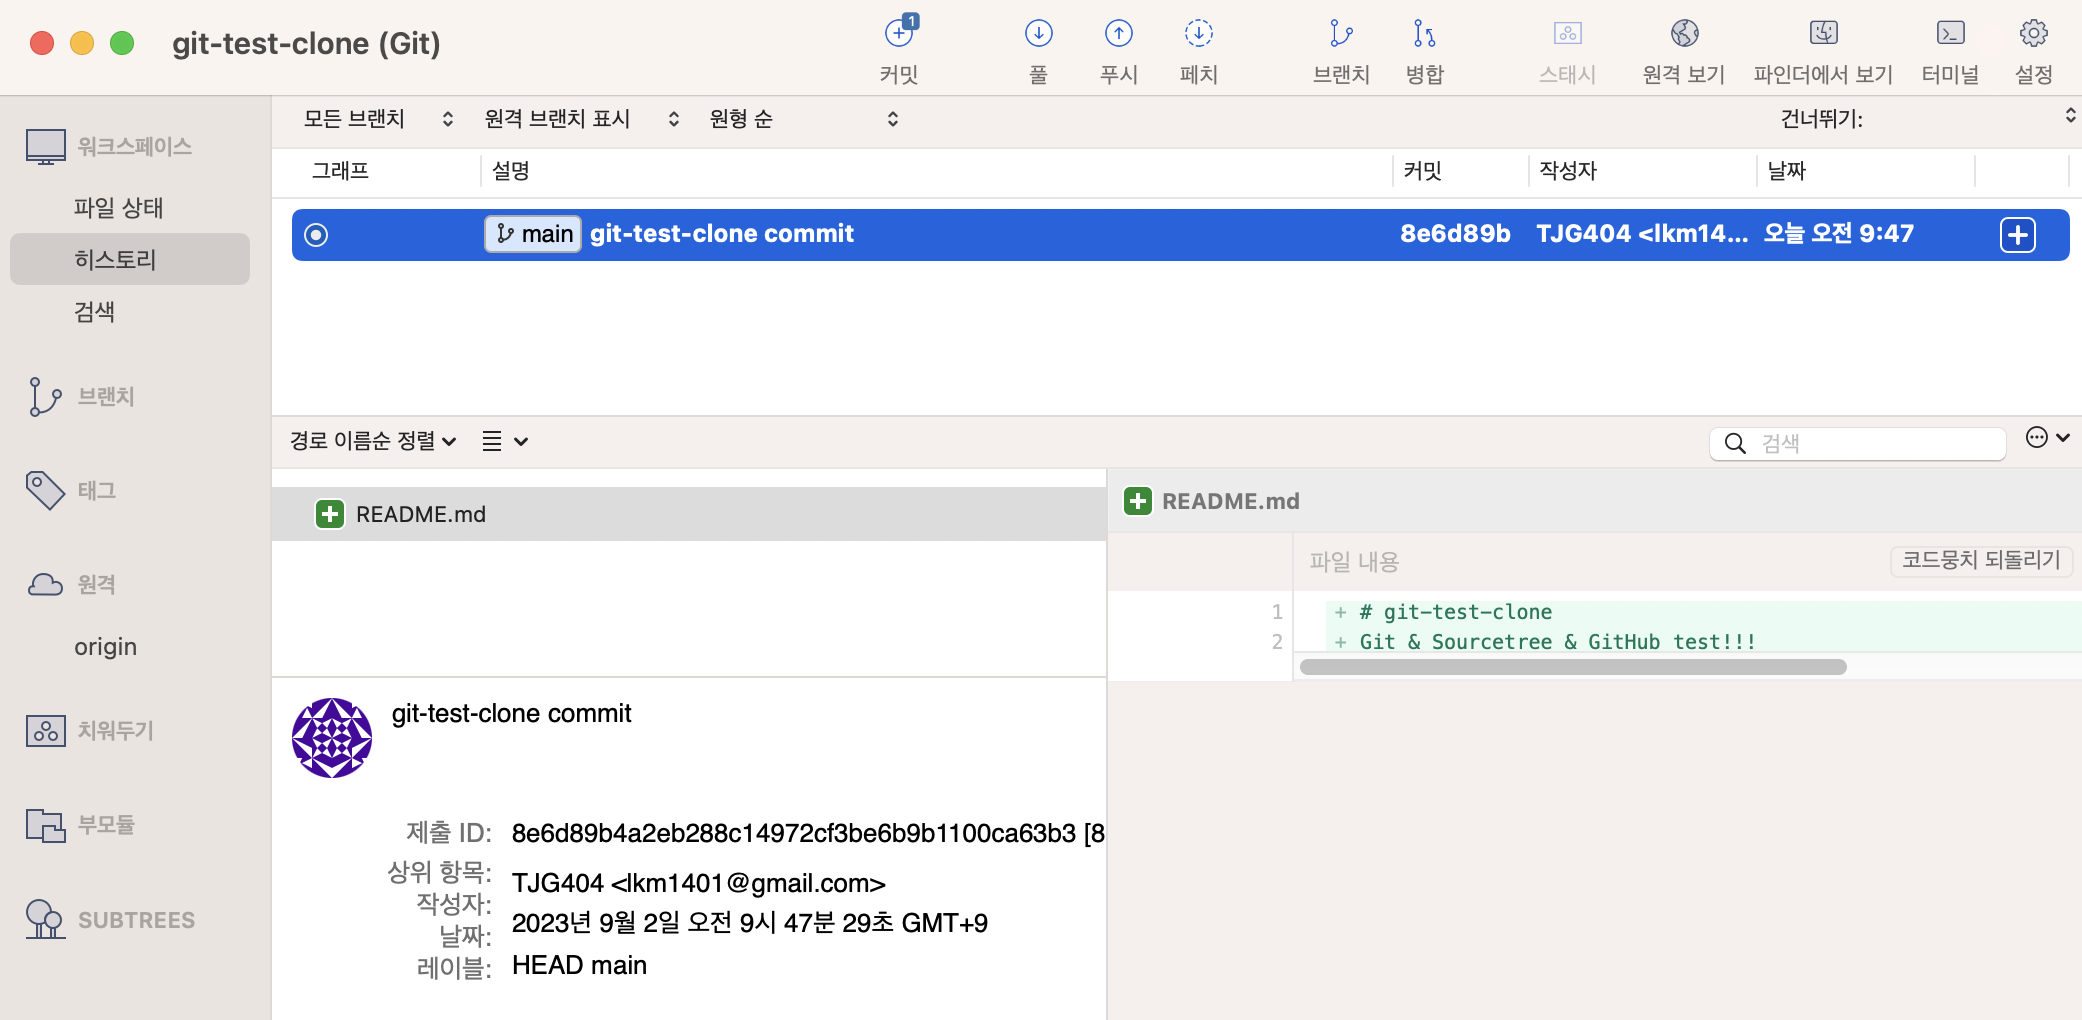 git-test-clone (Git)
1
커밋
풀
푸시
페치
브랜치
병합
스태시
원격 보기
파인더에서 보기
터미널
설정
워크스페이스
파일 상태
히스토리
검색
브랜치
태그
원격
origin
치워두기
부모듈
SUBTREES
모든 브랜치
원격 브랜치 표시
원형 순
건너뛰기:
그래프
설명
커밋
작성자
날짜
main
git-test-clone commit
8e6d89b
TJG404 <lkm14...
오늘 오전 9:47
경로 이름순 정렬
검색
README.md
git-test-clone commit
제출 ID: 8e6d89b4a2eb288c14972cf3be6b9b1100ca63b3 [8
상위 항목:
작성자: TJG404 <lkm1401@gmail.com>
날짜: 2023년 9월 2일 오전 9시 47분 29초 GMT+9
레이블: HEAD main
README.md
파일 내용
코드뭉치 되돌리기
1 + # git-test-clone
2 + Git & Sourcetree & GitHub test!!!